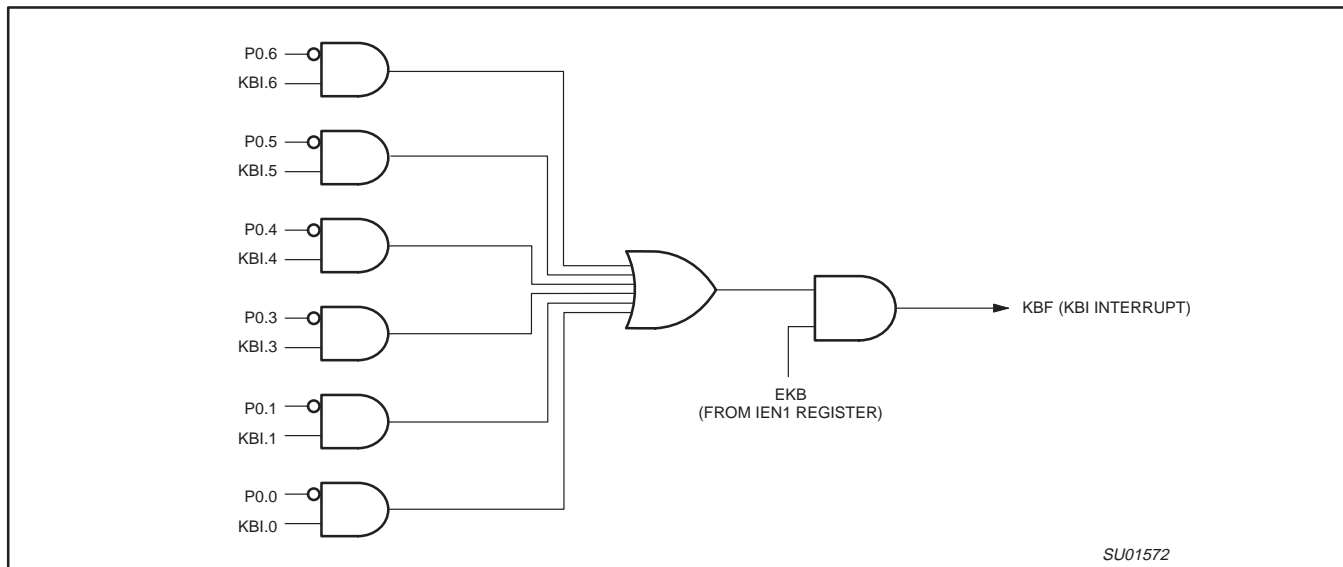 P0.6
KBI.6
P0.5
KBI.5
P0.4
KBI.4
P0.3
KBI.3
P0.1
KBI.1
P0.0
KBI.0
EKB
(FROM IEN1 REGISTER)
KBF (KBI INTERRUPT)
SU01572